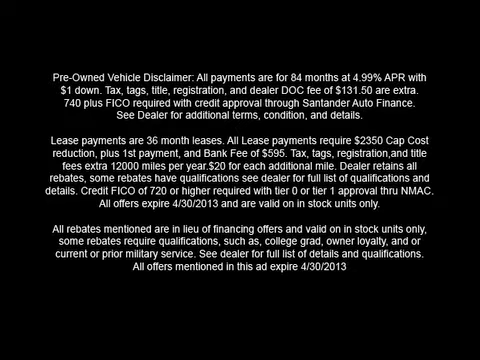 Pre-Owned Vehicle Disclaimer: All payments are for 84 months at 4.99% APR with
$1 down. Tax, tags, title, registration, and dealer DOC fee of $131.50 are extra.
740 plus FICO required with credit approval through Santander Auto Finance.
See Dealer for additional terms, condition, and details.
Lease payments are 36 month leases. All Lease payments require $2350 Cap Cost
reduction, plus 1st payment, and Bank Fee of $595. Tax, tags, registration,and title
fees extra 12000 miles per year.$20 for each additional mile. Dealer retains all
rebates, some rebates have qualifications see dealer for full list of qualifications and
details. Credit FICO of 720 or higher required with tier 0 or tier 1 approval thru NMAC.
All offers expire 4/30/2013 and are valid on in stock units only.
All rebates mentioned are in lieu of financing offers and valid on in stock units only,
some rebates require qualifications, such as, college grad, owner loyalty, and or
current or prior military service. See dealer for full list of details and qualifications.
All offers mentioned in this ad expire 4/30/2013